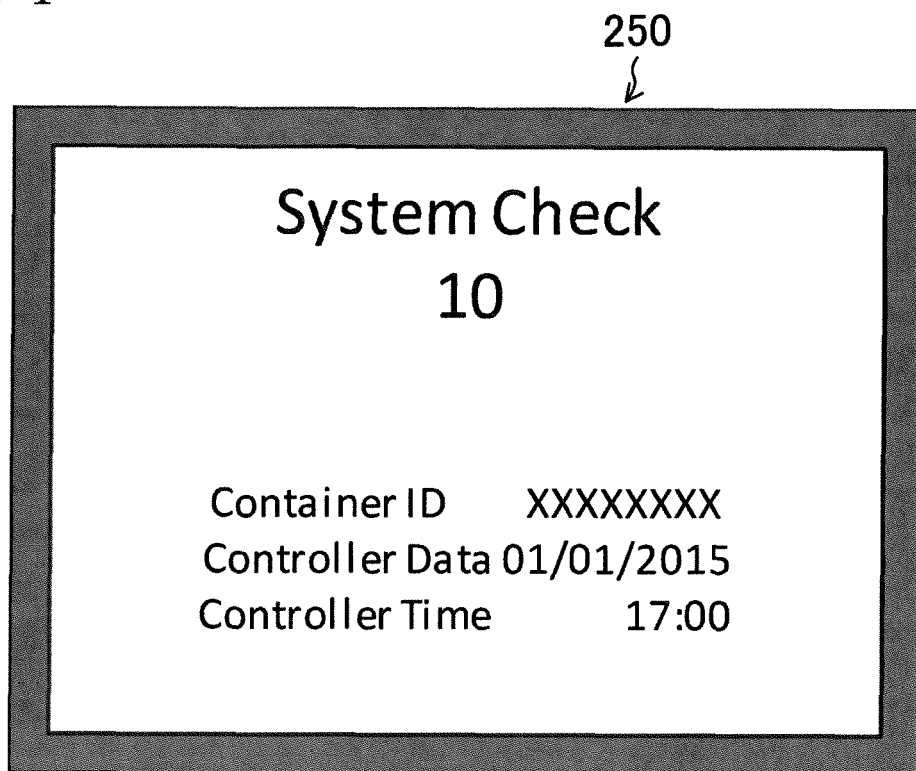 250
System Check
10
Container ID XXXXXXXX
Controller Data 01/01/2015
Controller Time 17:00